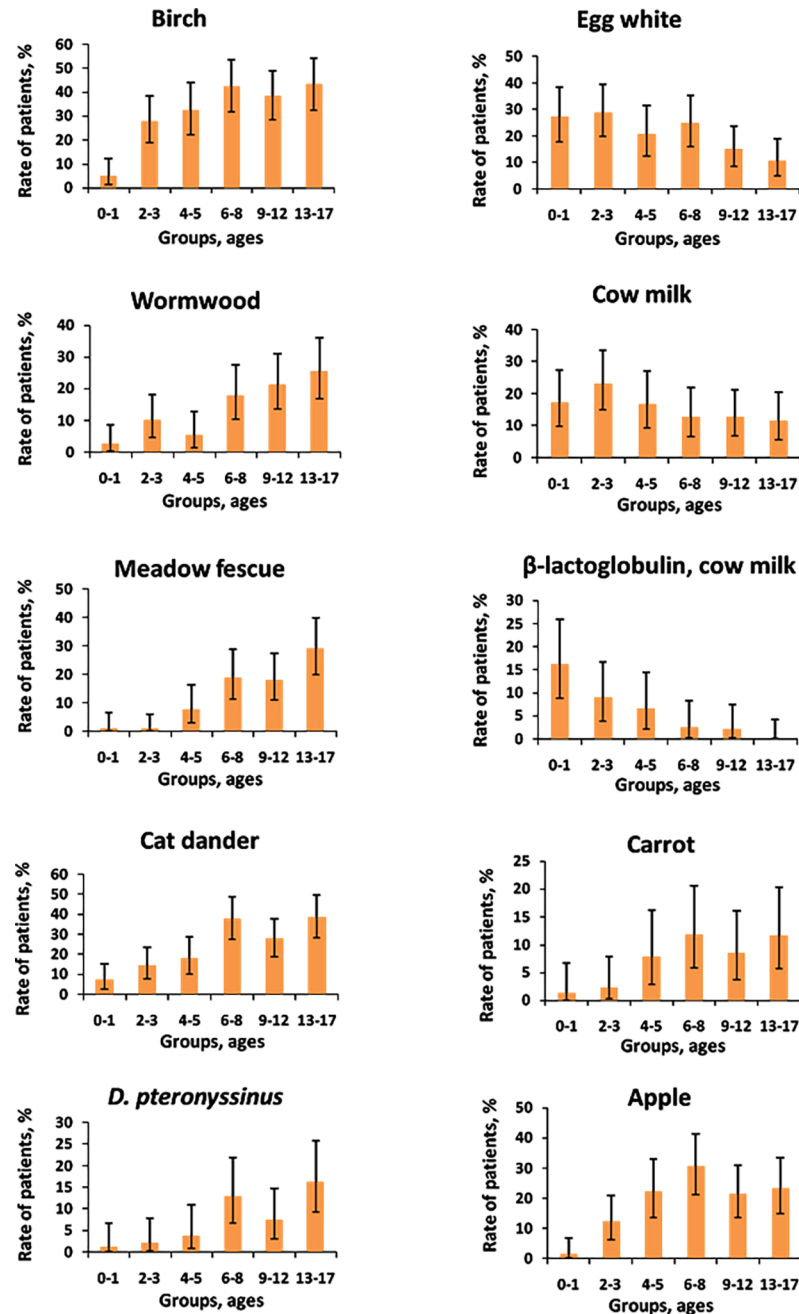 Birch
Rate of patients, %
60
50
40
30
20
10
0
0-1 2-3 4-5 6-8 9-12 13-17
Groups, ages
Egg white
Rate of patients, %
50
40
30
20
10
0
0-1 2-3 4-5 6-8 9-12 13-17
Groups, ages
Wormwood
Rate of patients, %
40
30
20
10
0
0-1 2-3 4-5 6-8 9-12 13-17
Groups, ages
Cow milk
Rate of patients, %
40
30
20
10
0
0-1 2-3 4-5 6-8 9-12 13-17
Groups, ages
Meadow fescue
Rate of patients, %
50
40
30
20
10
0
0-1 2-3 4-5 6-8 9-12 13-17
Groups, ages
β-lactoglobulin, cow milk
Rate of patients, %
30
25
20
15
10
5
0
0-1 2-3 4-5 6-8 9-12 13-17
Groups, ages
Cat dander
Rate of patients, %
60
50
40
30
20
10
0
0-1 2-3 4-5 6-8 9-12 13-17
Groups, ages
Carrot
Rate of patients, %
25
20
15
10
5
0
0-1 2-3 4-5 6-8 9-12 13-17
Groups, ages
D. pteronyssinus
Rate of patients, %
30
25
20
15
10
5
0
0-1 2-3 4-5 6-8 9-12 13-17
Groups, ages
Apple
Rate of patients, %
50
40
30
20
10
0
0-1 2-3 4-5 6-8 9-12 13-17
Groups, ages